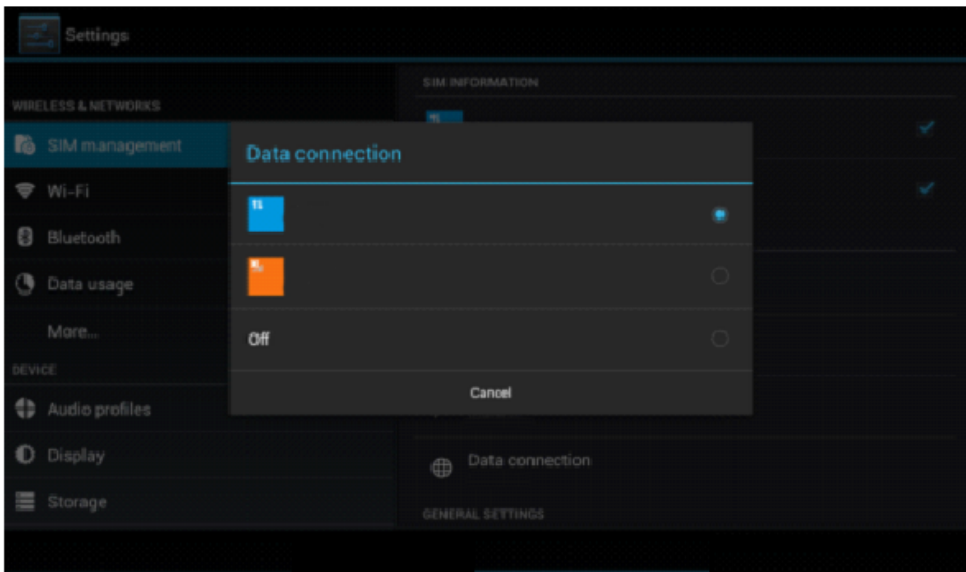 Settings
WIRELESS & NETWORKS
SIM management
Wi-Fi
Bluetooth
Data usage
More...
DEVICE
Audio profiles
Display
Storage
SIM INFORMATION
Data connection
Off
Cancel
Data connection
GENERAL SETTINGS